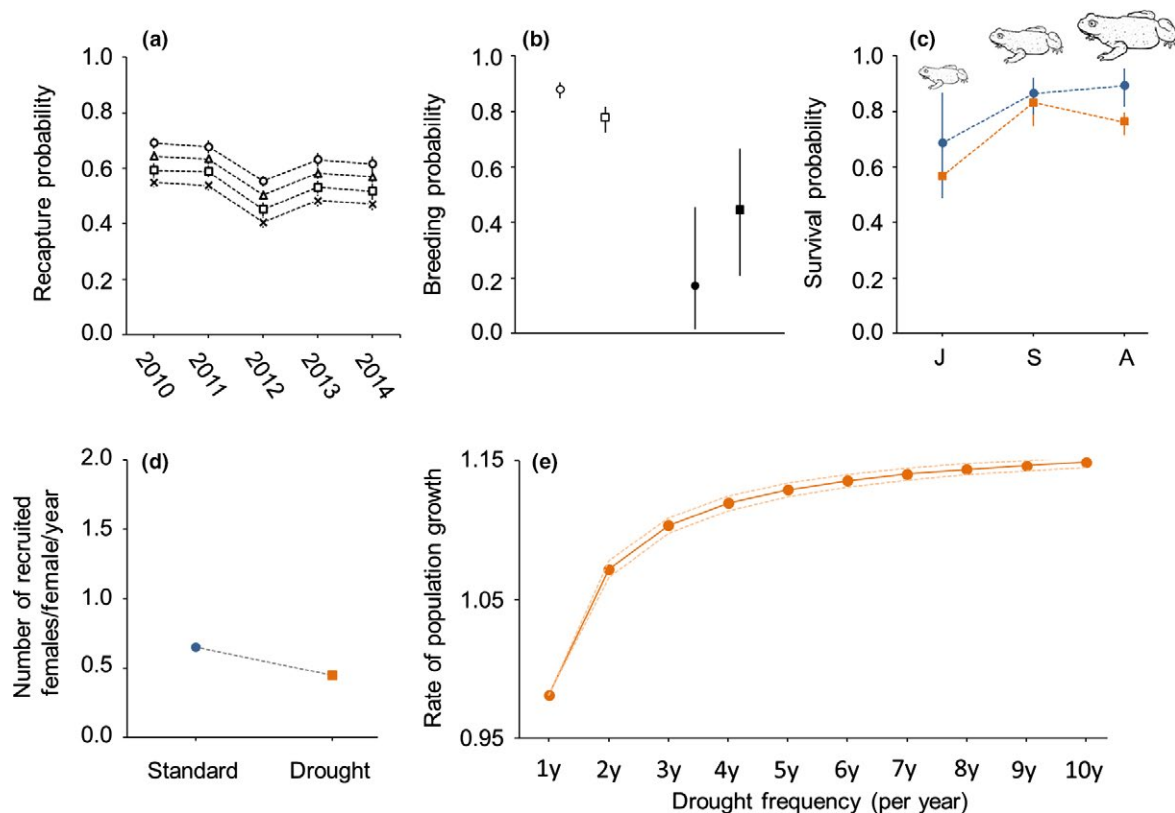 (a)
Recapture probability
1.0
0.8
0.6
0.4
0.2
0.0
2010
2011
2012
2013
2014
(b)
Breeding probability
1.0
0.8
0.6
0.4
0.2
0.0
(c)
Survival probability
1.0
0.8
0.6
0.4
0.2
0.0
J
S
A
(d)
Number of recruited
females/female/year
2.0
1.5
1.0
0.5
0.0
Standard
Drought
(e)
Rate of population growth
1.15
1.05
0.95
1y
2y
3y
4y
5y
6y
7y
8y
9y
10y
Drought frequency (per year)